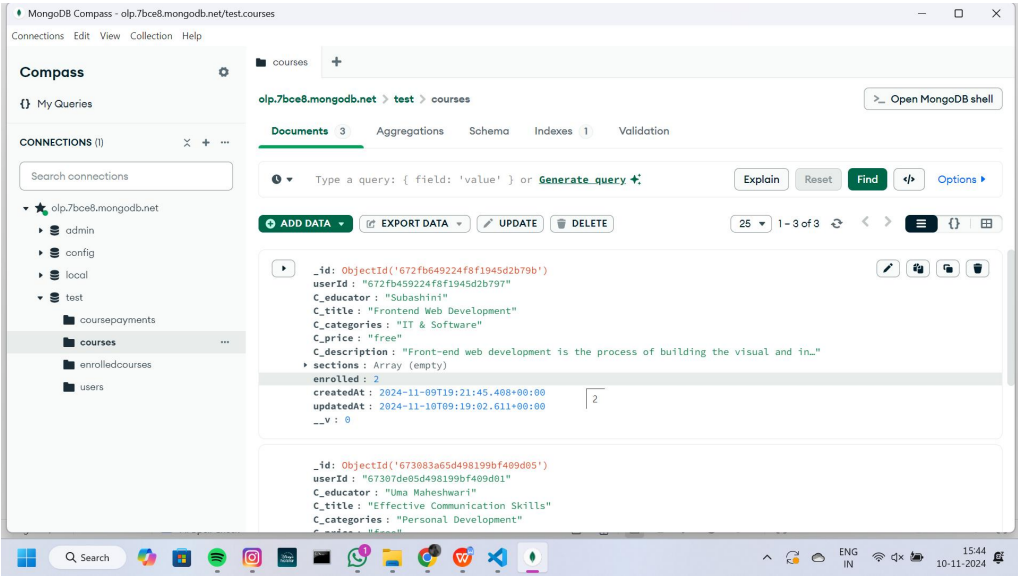 MongoDB Compass - olp.7bce8.mongodb.net/test.courses
Connections Edit View Collection Help
Compass
{} My Queries
CONNECTIONS (1)
Search connections
olp.7bce8.mongodb.net
admin
config
local
test
coursepayments
courses
enrolledcourses
users
courses
olp.7bce8.mongodb.net > test > courses
>_ Open MongoDB shell
Documents 3 Aggregations Schema Indexes 1 Validation
Type a query: { field: 'value' } or Generate query
Explain Reset Find </> Options
ADD DATA EXPORT DATA UPDATE DELETE
25 1 – 3 of 3 {}
_id: ObjectId('672fb649224f8f1945d2b79b')
userId : "672fb459224f8f1945d2b797"
C_educator : "Subashini"
C_title : "Frontend Web Development"
C_categories : "IT & Software"
C_price : "free"
C_description : "Front-end web development is the process of building the visual and in…"
sections : Array (empty)
enrolled : 2
createdAt : 2024-11-09T19:21:45.408+00:00
updatedAt : 2024-11-10T09:19:02.611+00:00
2
__v : 0
_id: ObjectId('673083a65d498199bf409d05')
userId : "67307de05d498199bf409d01"
C_educator : "Uma Maheshwari"
C_title : "Effective Communication Skills"
C_categories : "Personal Development"
Search
1
ENG
IN
15:44
10-11-2024